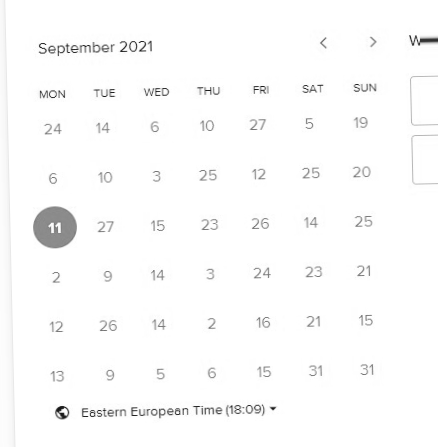 September 2021
MON TUE WED THU FRI SAT SUN
24 14 6 10 27 5 19
6 10 3 25 12 25 20
11 27 15 23 26 14 25
2 9 14 3 24 23 21
12 26 14 2 16 21 15
13 9 5 6 15 31 31
Eastern European Time (18:09)